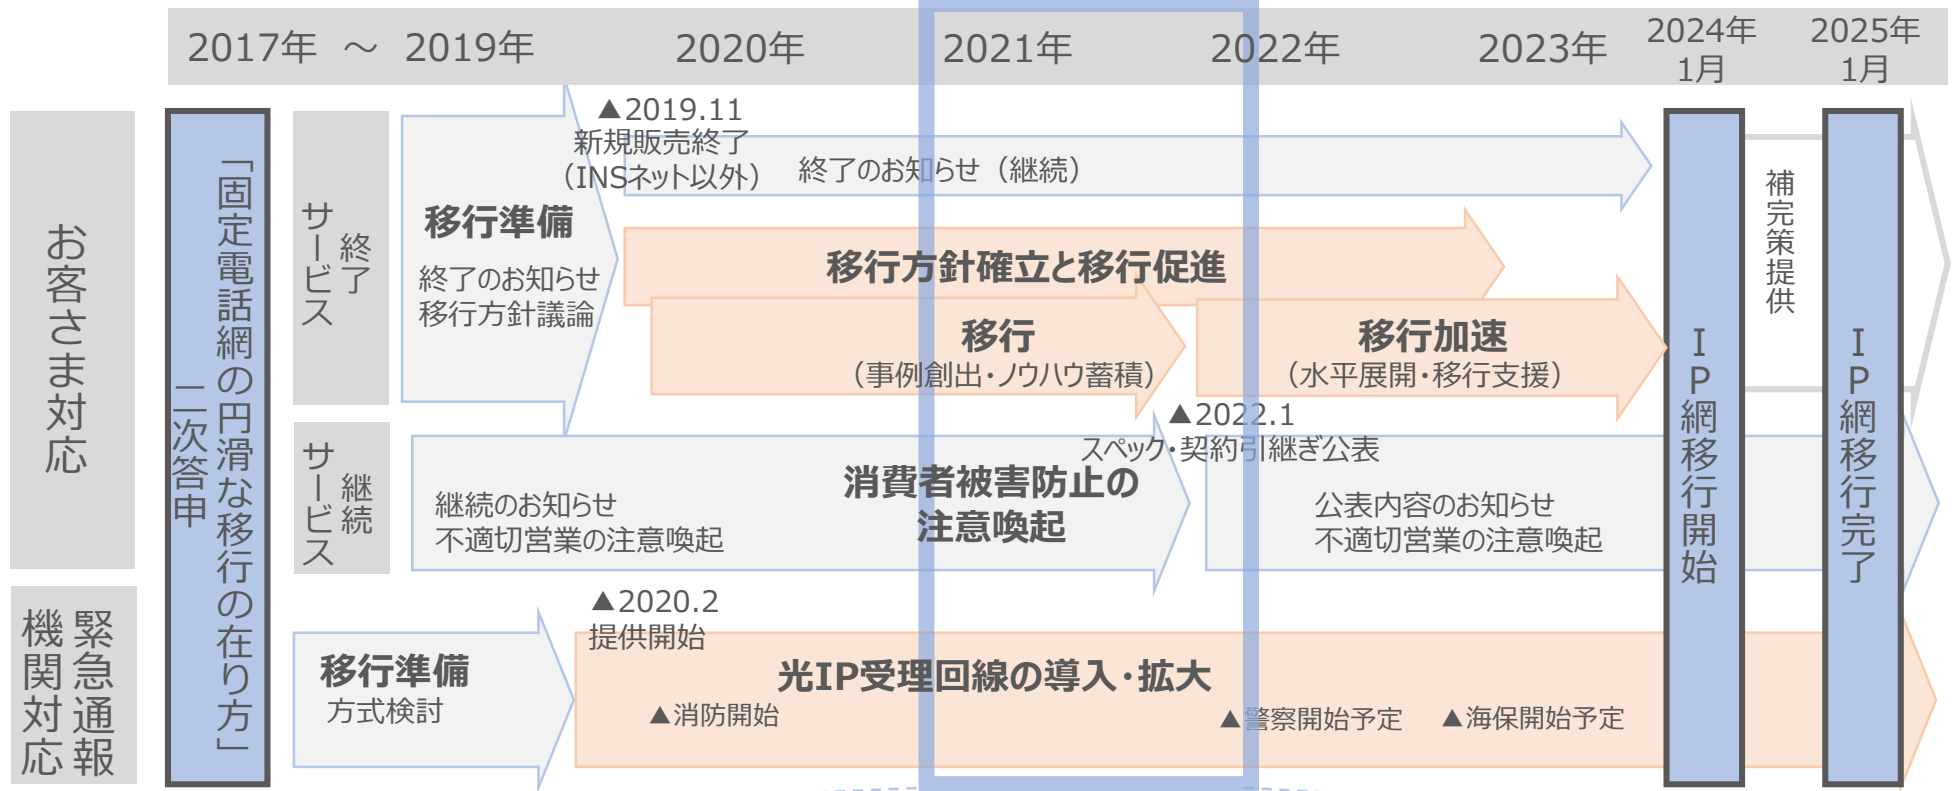 2017年 ～ 2019年
2020年
2021年
2022年
2023年
2024年
1月
2025年
1月
お客さま対応
「固定電話網の円滑な移行の在り方」
二次答申
終了
サービス
移行準備
終了のお知らせ
移行方針議論
▲2019.11
新規販売終了
（INSネット以外）
終了のお知らせ（継続）
移行方針確立と移行促進
移行
（事例創出・ノウハウ蓄積）
移行加速
（水平展開・移行支援）
IP網移行開始
補完策提供
IP網移行完了
継続
サービス
継続のお知らせ
不適切営業の注意喚起
消費者被害防止の
注意喚起
▲2022.1
スペック・契約引継ぎ公表
公表内容のお知らせ
不適切営業の注意喚起
緊急通報
機関対応
移行準備
方式検討
▲2020.2
提供開始
光IP受理回線の導入・拡大
▲消防開始
▲警察開始予定
▲海保開始予定